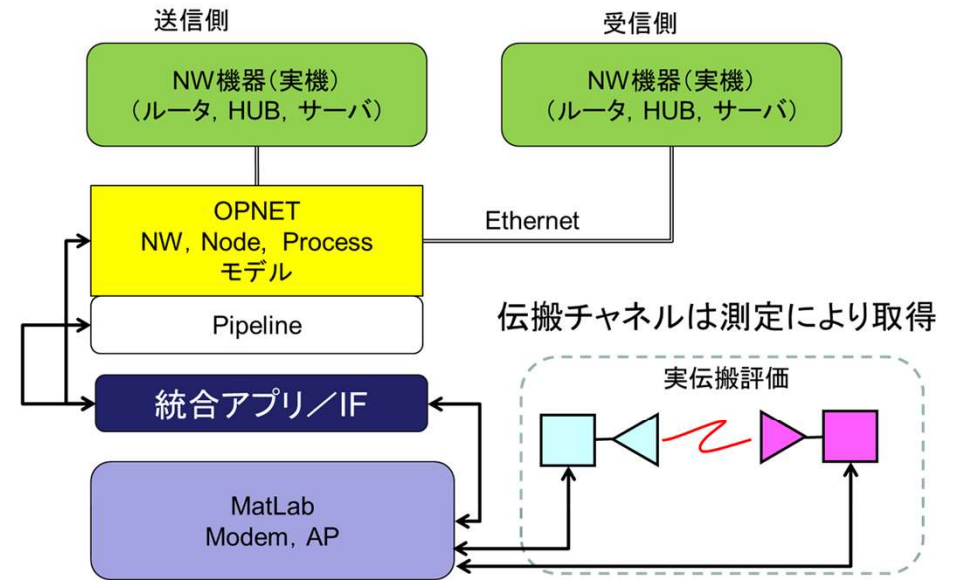 送信側
受信側
NW機器（実機）
（ルータ，HUB，サーバ）
NW機器（実機）
（ルータ，HUB，サーバ）
OPNET
NW，Node，Process
モデル
Ethernet
Pipeline
伝搬チャネルは測定により取得
実伝搬評価
統合アプリ／IF
MatLab
Modem，AP